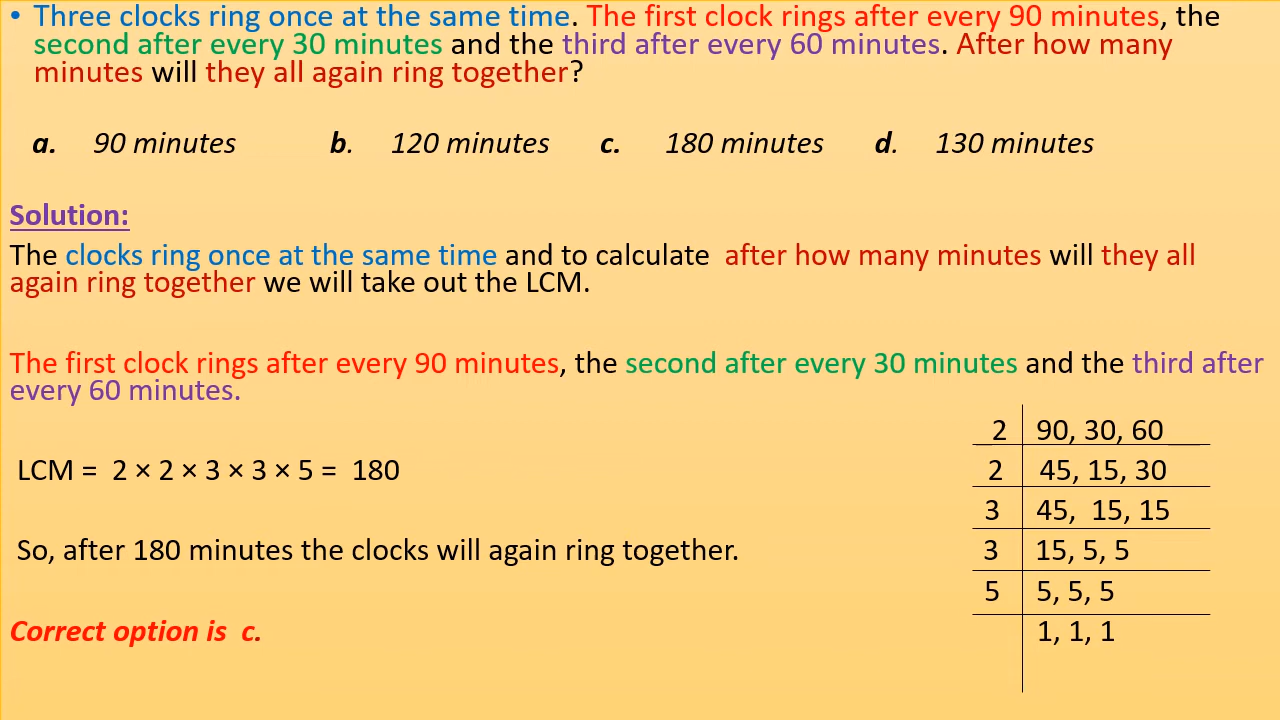 • Three clocks ring once at the same time. The first clock rings after every 90 minutes, the
second after every 30 minutes and the third after every 60 minutes. After how many
minutes will they all again ring together?
a. 90 minutes b. 120 minutes c. 180 minutes d. 130 minutes
Solution:
The clocks ring once at the same time and to calculate after how many minutes will they all
again ring together we will take out the LCM.
The first clock rings after every 90 minutes, the second after every 30 minutes and the third after
every 60 minutes.
2 90, 30, 60
LCM = 2 × 2 × 3 × 3 × 5 = 180
2 45, 15, 30
3 45, 15, 15
So, after 180 minutes the clocks will again ring together.
3 15, 5, 5
5 5, 5, 5
Correct option is c.
1, 1, 1